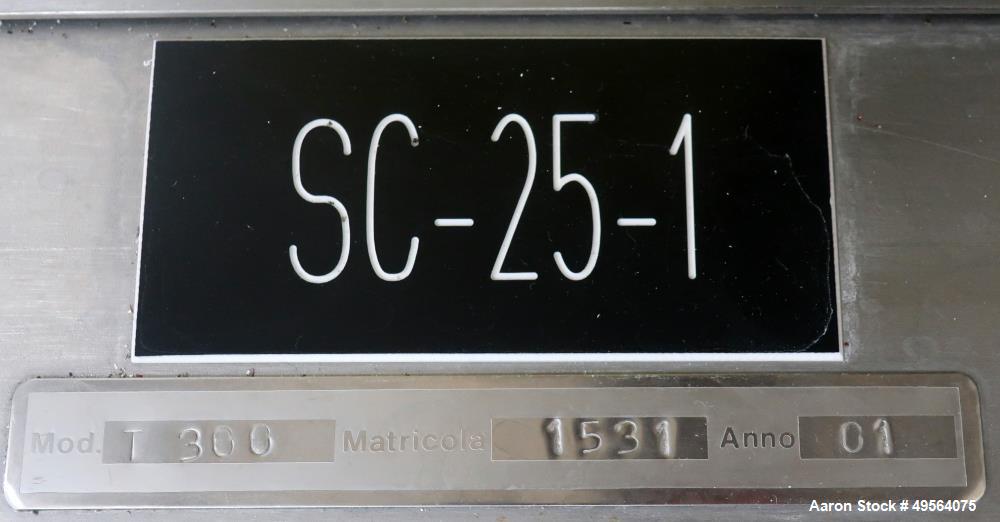 SC-25-1
Mod. T 300 Matricola 1531 Anno 01
Aaron Stock # 49564075